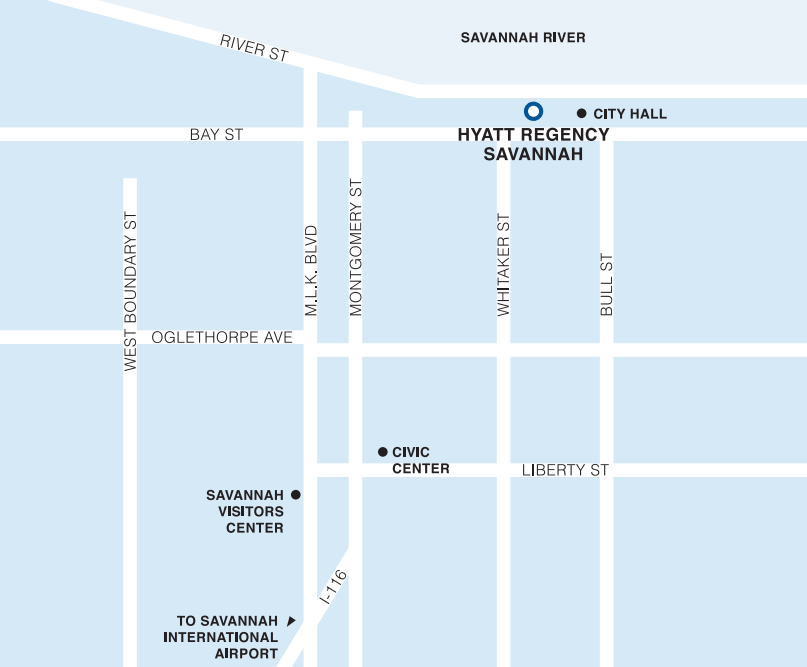 SAVANNAH RIVER
RIVER ST
CITY HALL
BAY ST
HYATT REGENCY
SAVANNAH
WEST BOUNDARY ST
M.L.K. BLVD
MONTGOMERY ST
WHITAKER ST
BULL ST
OGLETHORPE AVE
CIVIC
CENTER
LIBERTY ST
SAVANNAH
VISITORS
CENTER
I-116
TO SAVANNAH
INTERNATIONAL
AIRPORT